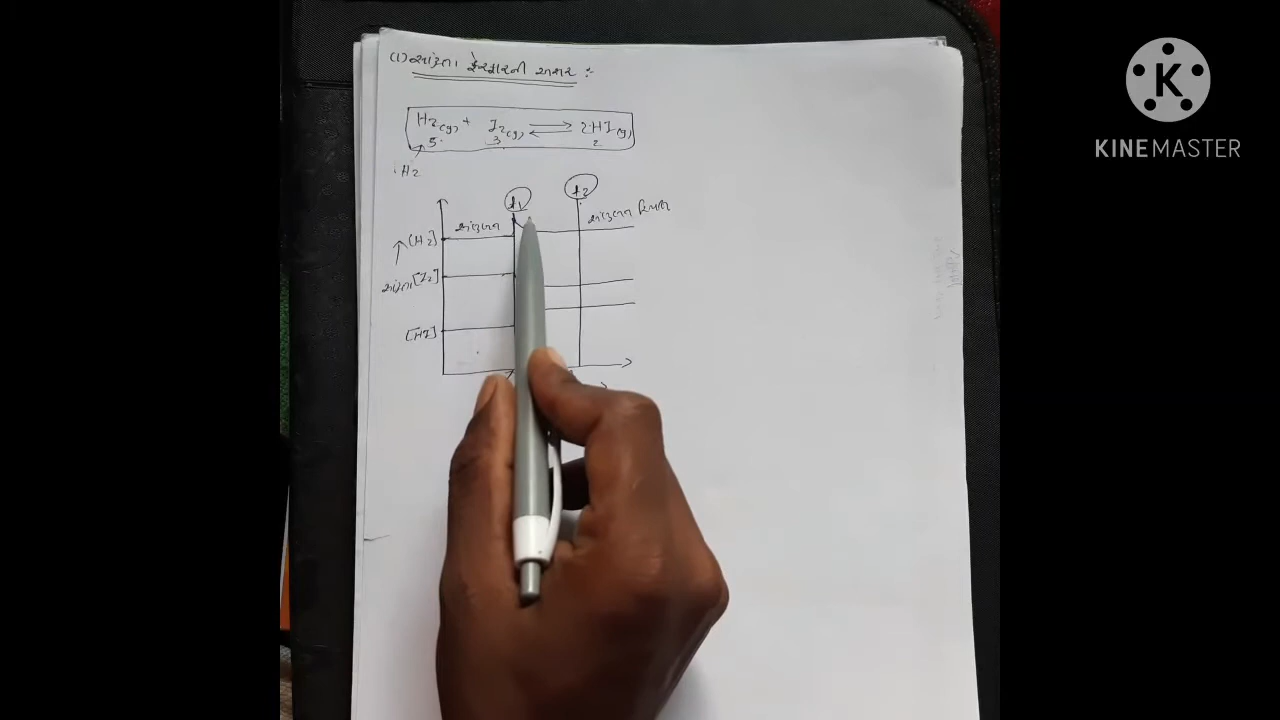 (1) સાંદ્રતા ફેરફારની અસર :-
H2(g) + I2(g) ⇌ 2HI(g)
5 3 2
H2
t1 t2
સંતુલન
[H2]
સાંદ્રતા [I2]
[HI]
K
KINEMASTER